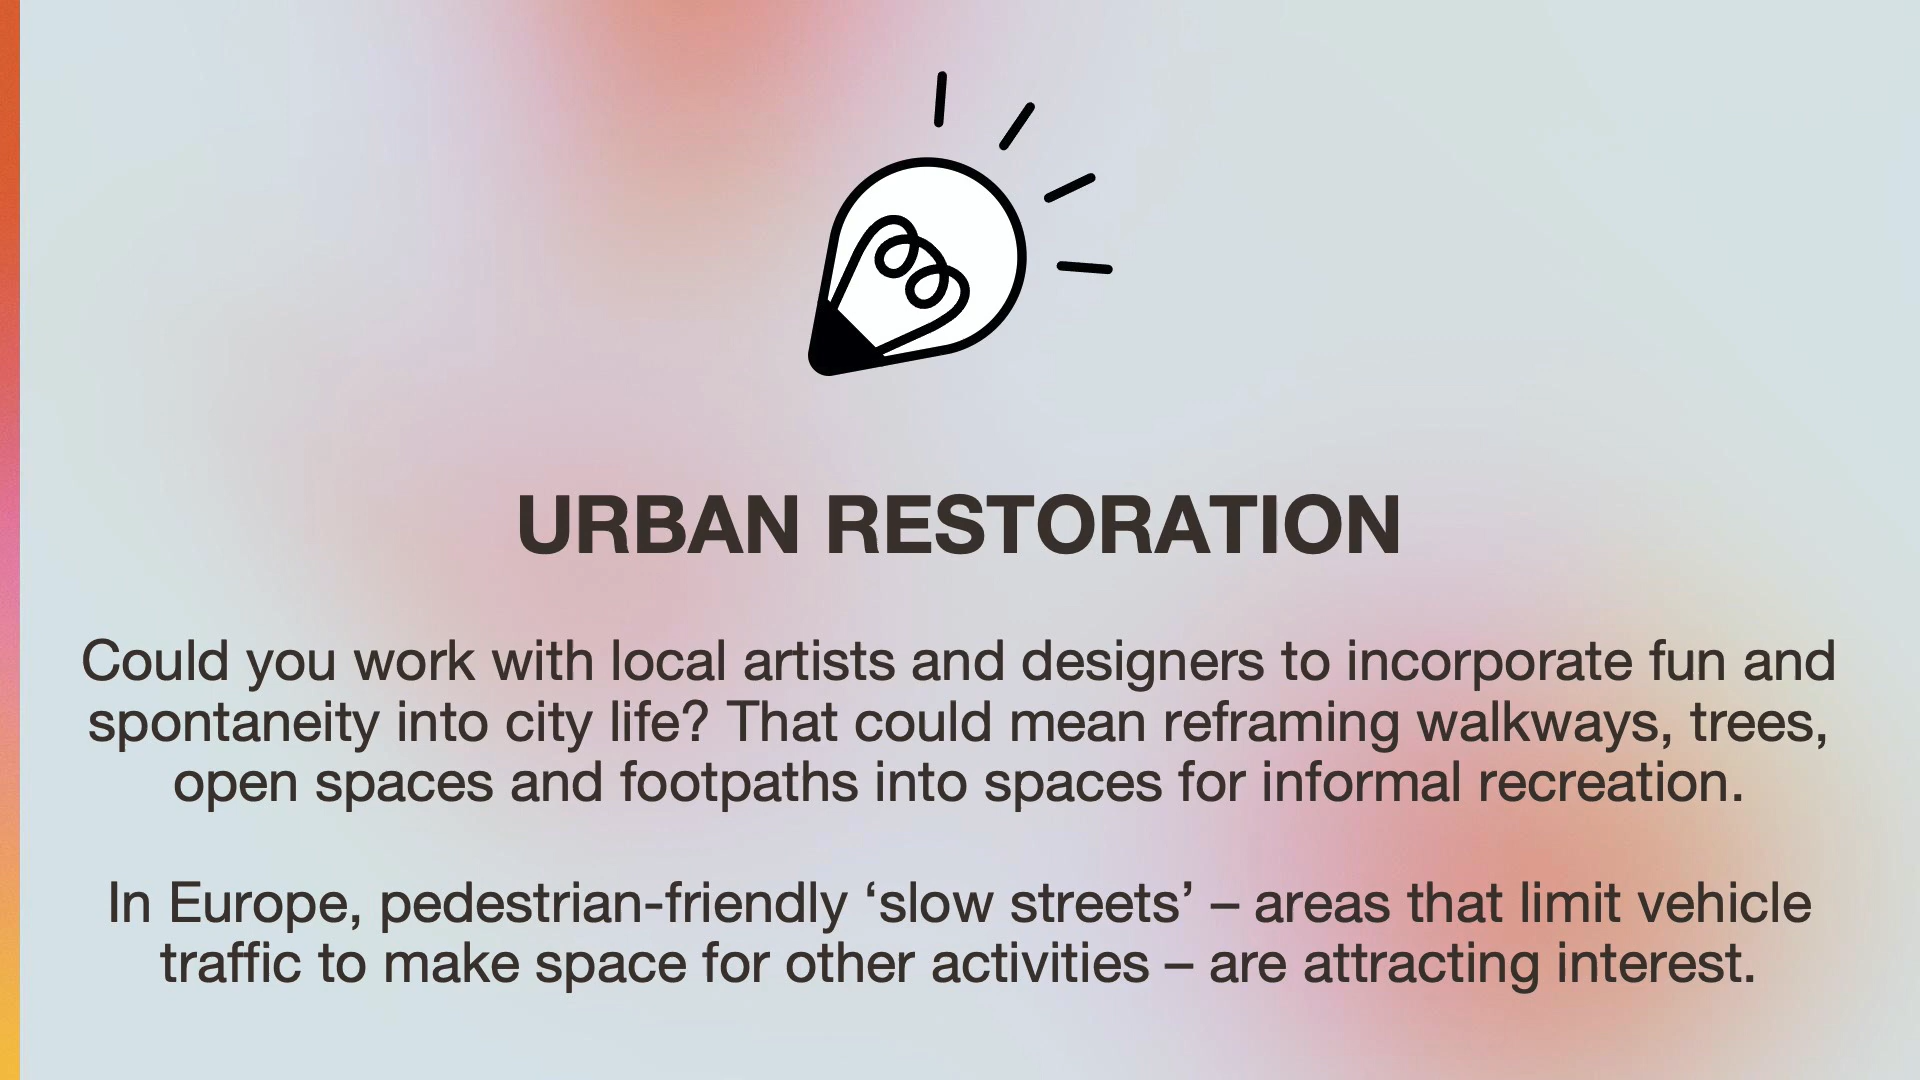 URBAN RESTORATION
Could you work with local artists and designers to incorporate fun and
spontaneity into city life? That could mean reframing walkways, trees,
open spaces and footpaths into spaces for informal recreation.
In Europe, pedestrian-friendly ‘slow streets’ – areas that limit vehicle
traffic to make space for other activities – are attracting interest.